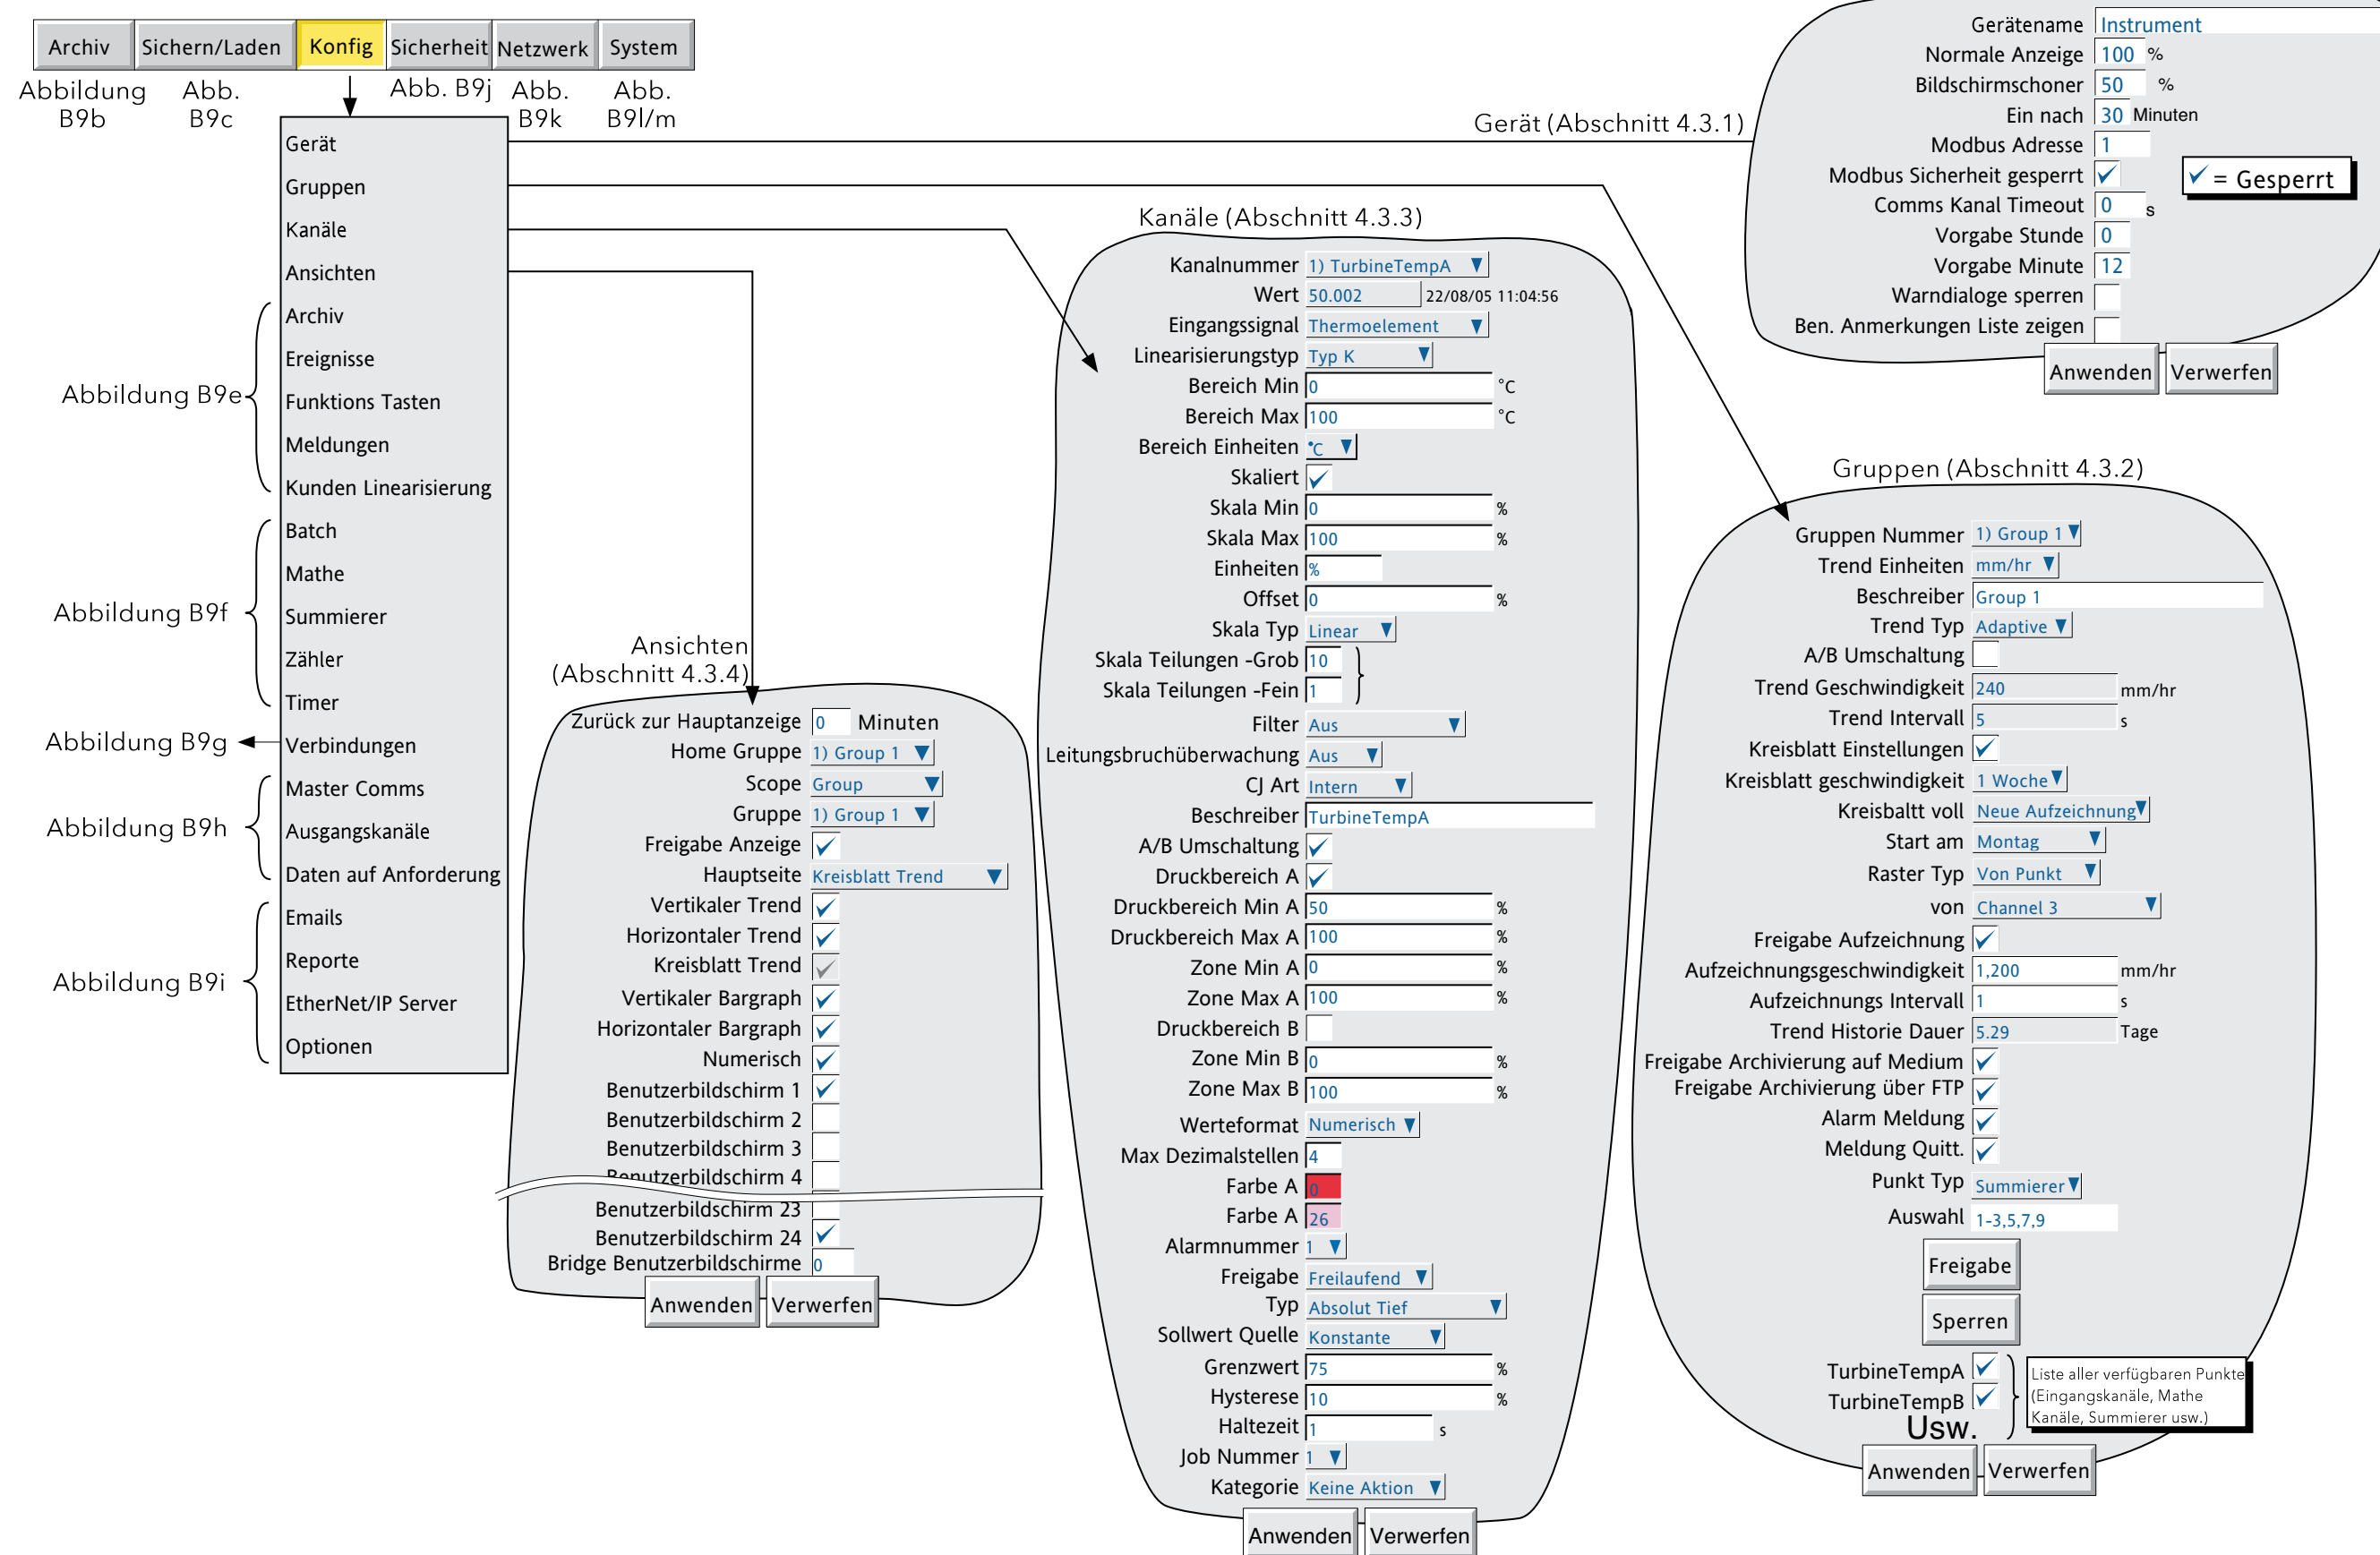 Archiv
Sichern/Laden
Konfig
Sicherheit
Netzwerk
System
Abbildung
B9b
Abb.
B9c
Abb. B9j
Abb.
B9k
Abb.
B9l/m
Gerät
Gruppen
Kanäle
Ansichten
Archiv
Ereignisse
Funktions Tasten
Meldungen
Kunden Linearisierung
Batch
Mathe
Summierer
Zähler
Timer
Verbindungen
Master Comms
Ausgangskanäle
Daten auf Anforderung
Emails
Reporte
EtherNet/IP Server
Optionen
Abbildung B9e
Abbildung B9f
Abbildung B9g
Abbildung B9h
Abbildung B9i
Ansichten
(Abschnitt 4.3.4)
Zurück zur Hauptanzeige 0 Minuten
Home Gruppe 1) Group 1
Scope Group
Gruppe 1) Group 1
Freigabe Anzeige
Hauptseite Kreisblatt Trend
Vertikaler Trend
Horizontaler Trend
Kreisblatt Trend
Vertikaler Bargraph
Horizontaler Bargraph
Numerisch
Benutzerbildschirm 1
Benutzerbildschirm 2
Benutzerbildschirm 3
Benutzerbildschirm 4
Benutzerbildschirm 23
Benutzerbildschirm 24
Bridge Benutzerbildschirme 0
Anwenden Verwerfen
Kanäle (Abschnitt 4.3.3)
Kanalnummer 1) TurbineTempA
Wert 50.002 22/08/05 11:04:56
Eingangssignal Thermoelement
Linearisierungstyp Typ K
Bereich Min 0 °C
Bereich Max 100 °C
Bereich Einheiten °C
Skaliert
Skala Min 0 %
Skala Max 100 %
Einheiten %
Offset 0 %
Skala Typ Linear
Skala Teilungen -Grob 10
Skala Teilungen -Fein 1
Filter Aus
Leitungsbruchüberwachung Aus
CJ Art Intern
Beschreiber TurbineTempA
A/B Umschaltung
Druckbereich A
Druckbereich Min A 50 %
Druckbereich Max A 100 %
Zone Min A 0 %
Zone Max A 100 %
Druckbereich B
Zone Min B 0 %
Zone Max B 100 %
Werteformat Numerisch
Max Dezimalstellen 4
Farbe A 0
Farbe A 26
Alarmnummer 1
Freigabe Freilaufend
Typ Absolut Tief
Sollwert Quelle Konstante
Grenzwert 75 %
Hysterese 10 %
Haltezeit 1 s
Job Nummer 1
Kategorie Keine Aktion
Anwenden Verwerfen
Gerät (Abschnitt 4.3.1)
Gerätename Instrument
Normale Anzeige 100 %
Bildschirmschoner 50 %
Ein nach 30 Minuten
Modbus Adresse 1
Modbus Sicherheit gesperrt
Comms Kanal Timeout 0 s
Vorgabe Stunde 0
Vorgabe Minute 12
Warndialoge sperren
Ben. Anmerkungen Liste zeigen
✓ = Gesperrt
Anwenden Verwerfen
Gruppen (Abschnitt 4.3.2)
Gruppen Nummer 1) Group 1
Trend Einheiten mm/hr
Beschreiber Group 1
Trend Typ Adaptive
A/B Umschaltung
Trend Geschwindigkeit 240 mm/hr
Trend Intervall 5 s
Kreisblatt Einstellungen
Kreisblatt geschwindigkeit 1 Woche
Kreisbaltt voll Neue Aufzeichnung
Start am Montag
Raster Typ Von Punkt
von Channel 3
Freigabe Aufzeichnung
Aufzeichnungsgeschwindigkeit 1,200 mm/hr
Aufzeichnungs Intervall 1 s
Trend Historie Dauer 5.29 Tage
Freigabe Archivierung auf Medium
Freigabe Archivierung über FTP
Alarm Meldung
Meldung Quitt.
Punkt Typ Summierer
Auswahl 1-3,5,7,9
Freigabe
Sperren
TurbineTempA
TurbineTempB
Usw.
Liste aller verfügbaren Punkte
(Eingangskanäle, Mathe
Kanäle, Summierer usw.)
Anwenden Verwerfen